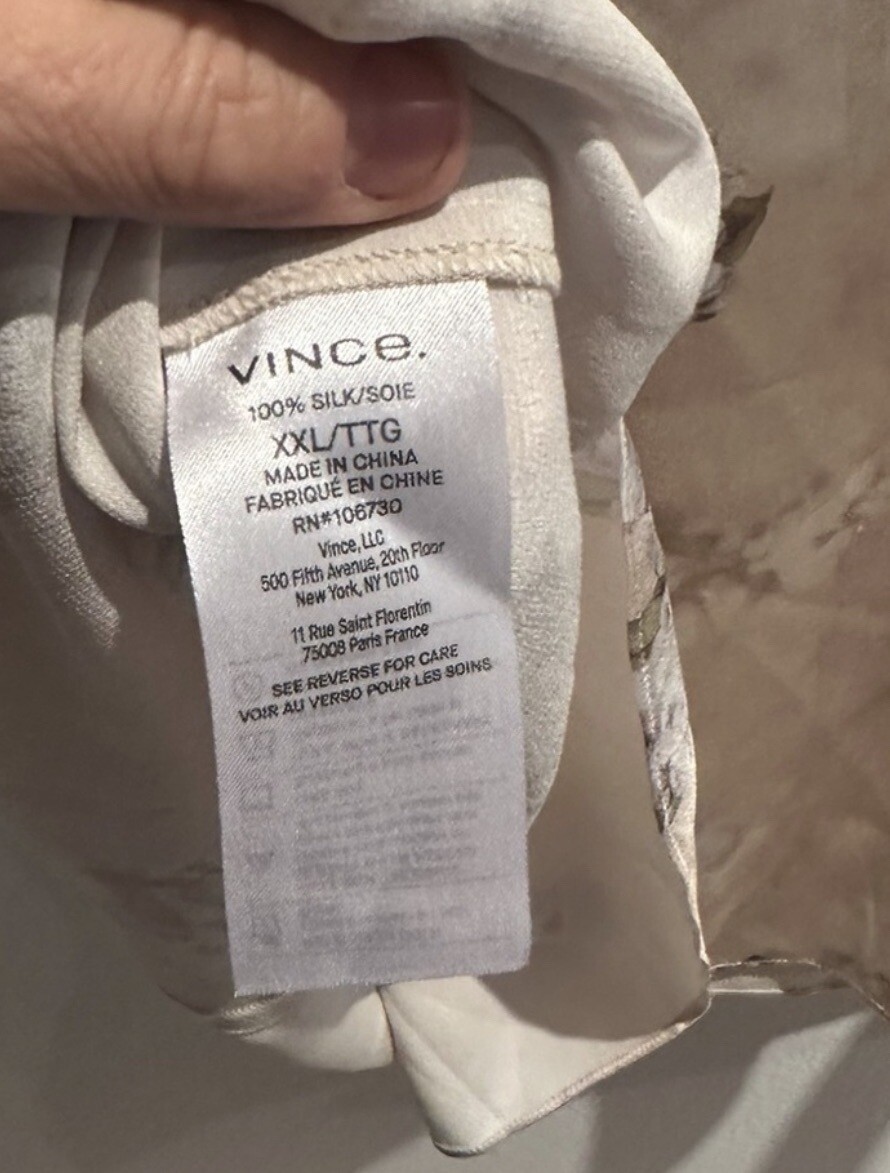 VINCe.
100% SILK/SOIE
XXL/TTG
MADE IN CHINA
FABRIQUÉ EN CHINE
RN#106730
Vince, LLC
500 Fifth Avenue, 20th Floor
New York, NY 10110
11 Rue Saint Florentin
75008 Paris France
SEE REVERSE FOR CARE
VOIR AU VERSO POUR LES SOINS